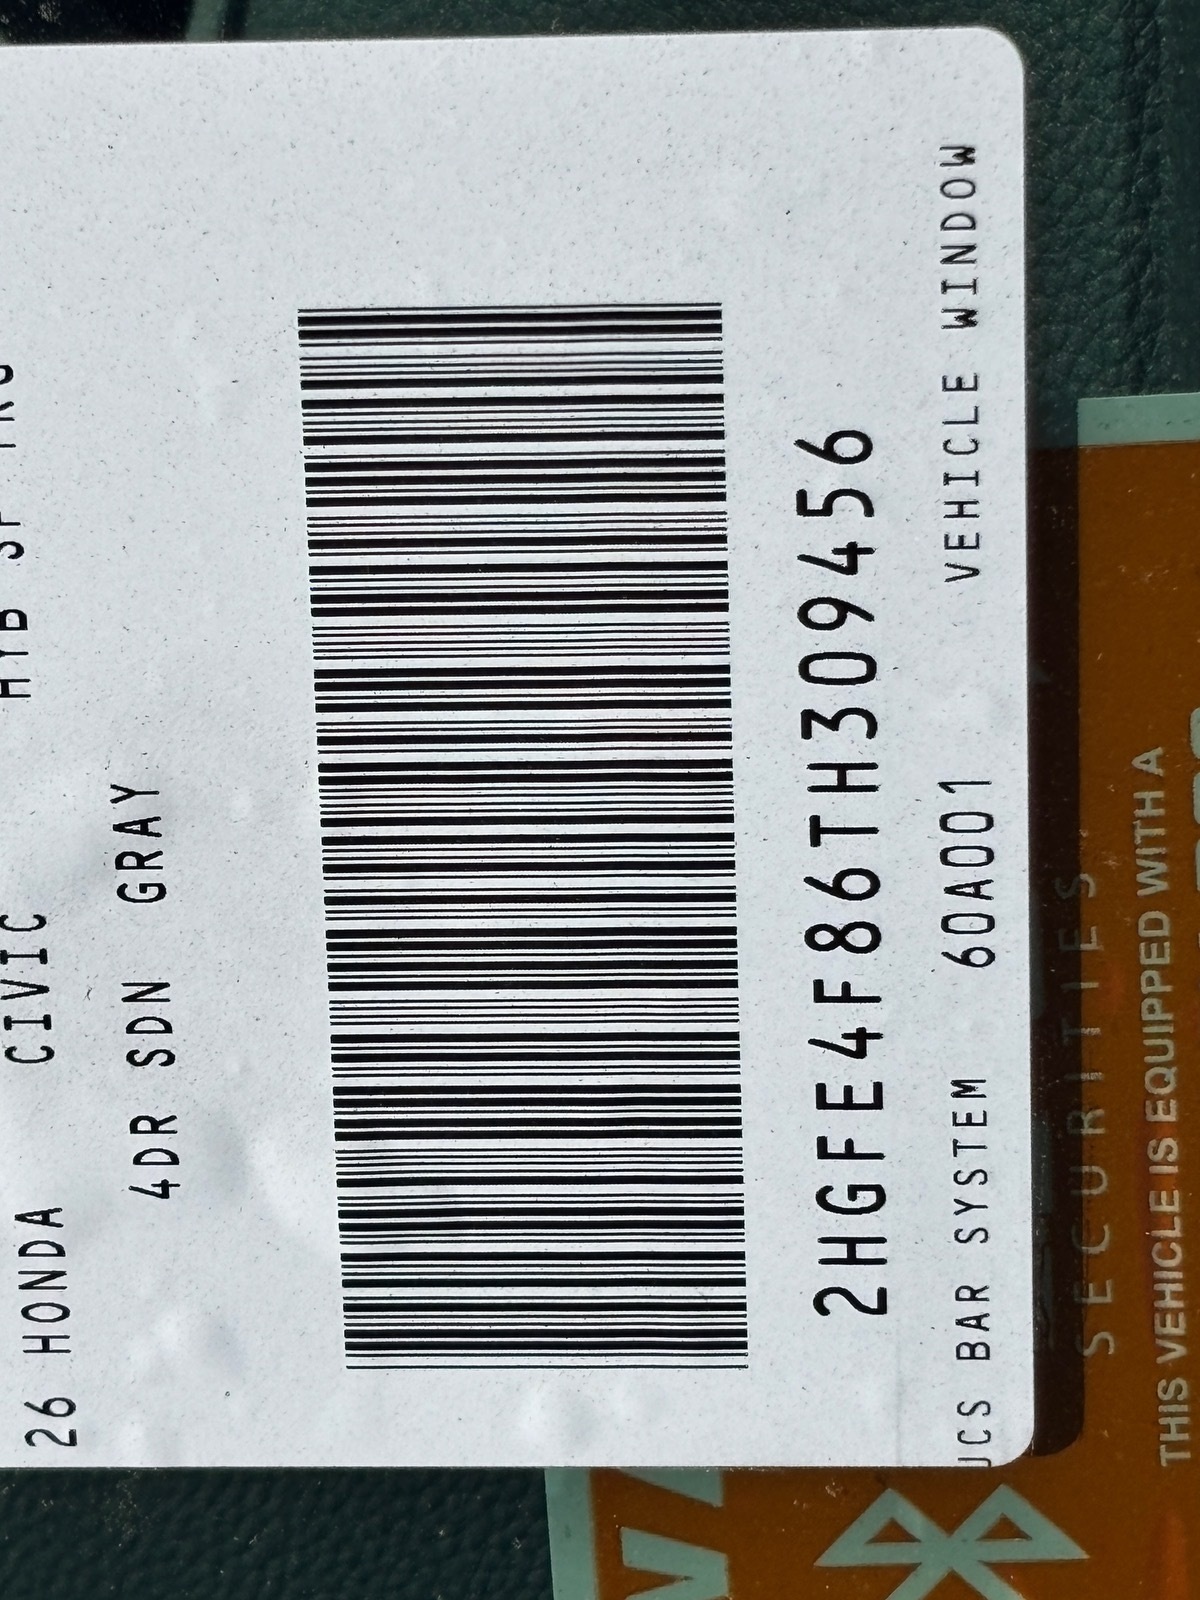 26 HONDA CIVIC HYB
4DR SDN GRAY
2HGFE4F86TH309456
UCS BAR SYSTEM 60A001 VEHICLE WINDOW
SECURITIES
THIS VEHICLE IS EQUIPPED WITH A